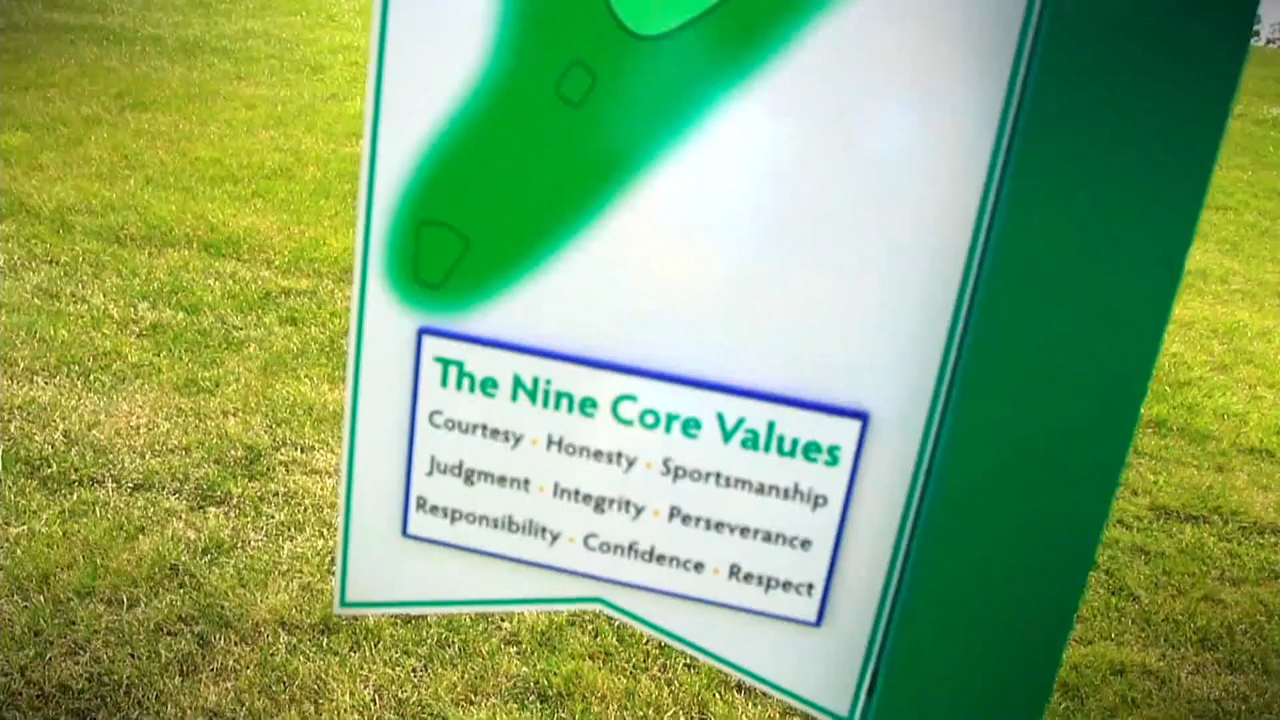 The Nine Core Values
Courtesy • Honesty • Sportsmanship
Judgment • Integrity • Perseverance
Responsibility • Confidence • Respect